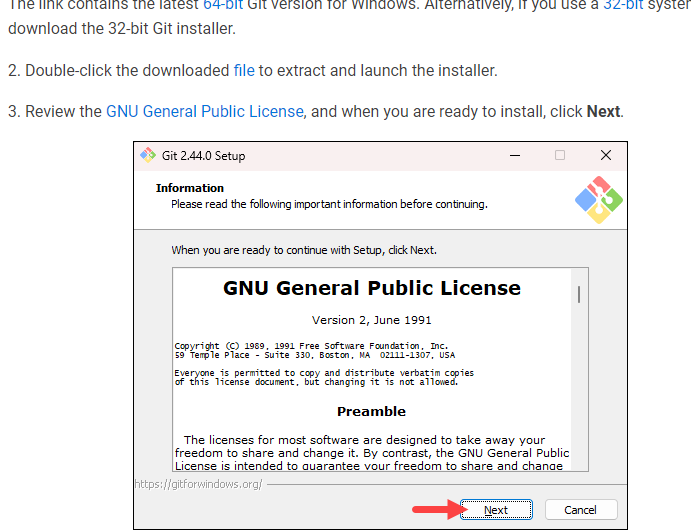 The link contains the latest 64-bit Git version for Windows. Alternatively, if you use a 32-bit system
download the 32-bit Git installer.
2. Double-click the downloaded file to extract and launch the installer.
3. Review the GNU General Public License, and when you are ready to install, click Next.
Git 2.44.0 Setup
Information
Please read the following important information before continuing.
When you are ready to continue with Setup, click Next.
GNU General Public License
Version 2, June 1991
Copyright (C) 1989, 1991 Free Software Foundation, Inc.
59 Temple Place - Suite 330, Boston, MA 02111-1307, USA
Everyone is permitted to copy and distribute verbatim copies
of this license document, but changing it is not allowed.
Preamble
The licenses for most software are designed to take away your
freedom to share and change it. By contrast, the GNU General Public
License is intended to guarantee your freedom to share and change
https://gitforwindows.org/
Next
Cancel